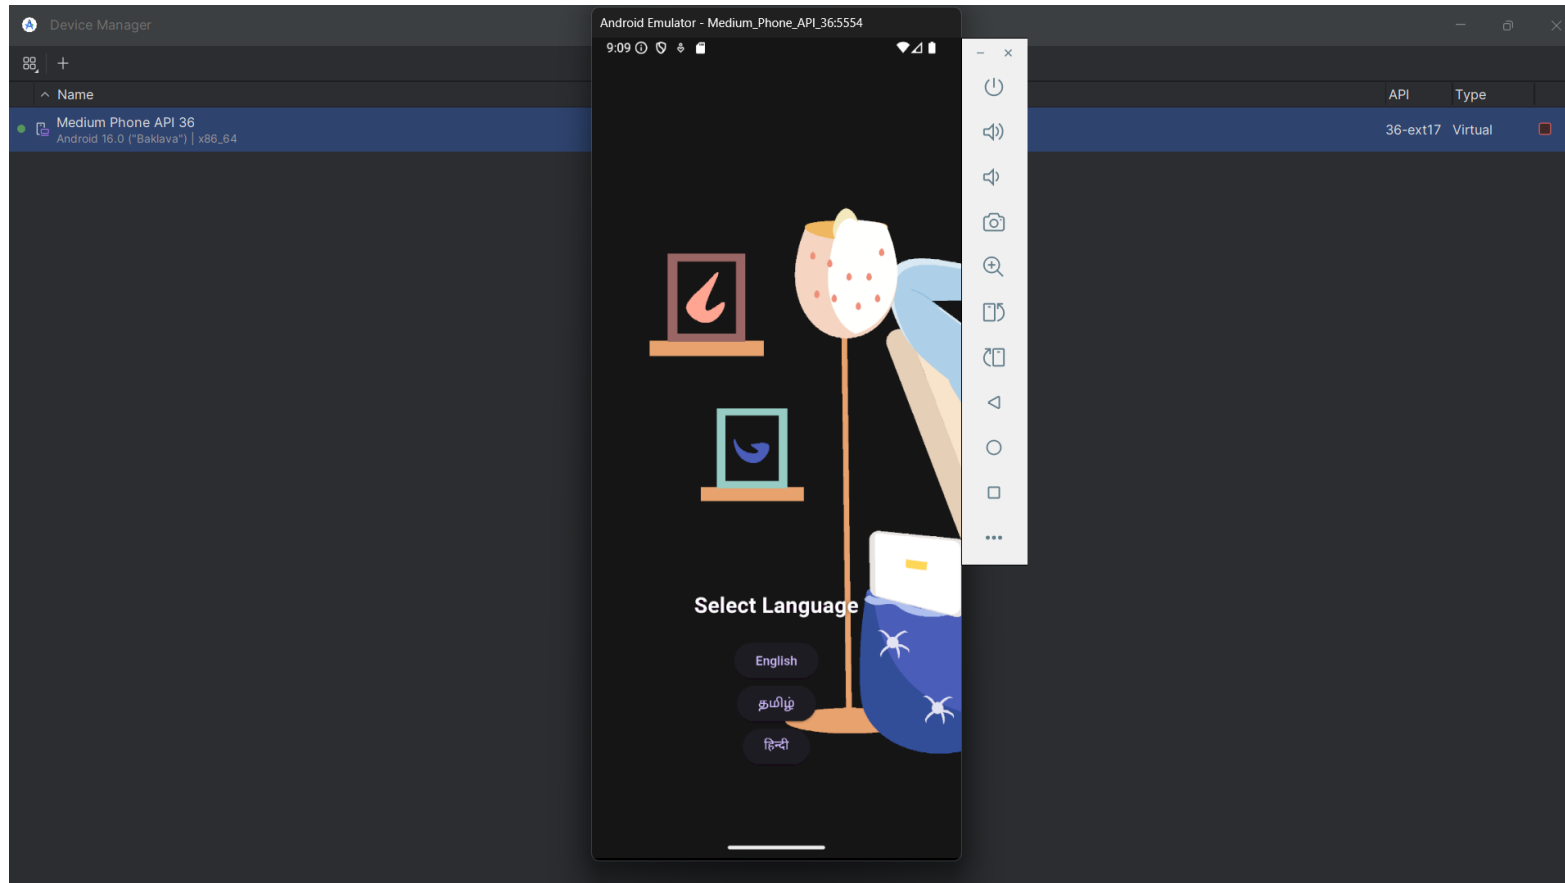 Device Manager
Android Emulator - Medium_Phone_API_36:5554
9:09
Name
API
Type
Medium Phone API 36
Android 16.0 ("Baklava") | x86_64
36-ext17
Virtual
Select Language
English
தமிழ்
हिन्दी